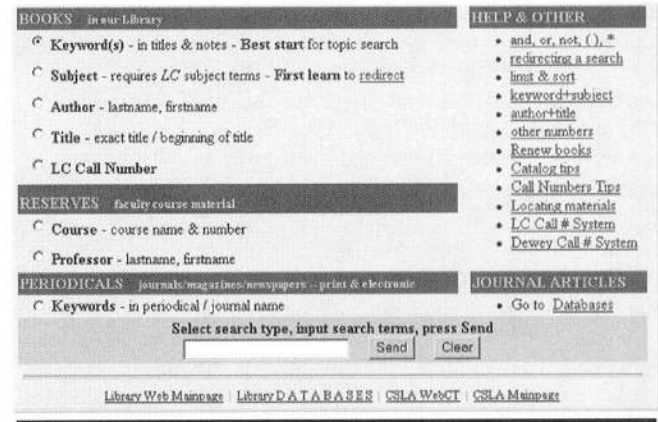 BOOKS in our Library
Keyword(s) - in titles & notes - Best start for topic search
Subject - requires LC subject terms - First learn to redirect
Author - lastname, firstname
Title - exact title / beginning of title
LC Call Number
RESERVES faculty course material
Course - course name & number
Professor - lastname, firstname
PERIODICALS journals/magazines/newspapers -- print & electronic
Keywords - in periodical / journal name
HELP & OTHER
and, or, not, ( ), *
redirecting a search
limit & sort
keyword+subject
author+title
other numbers
Renew books
Catalog tips
Call Numbers Tips
Locating materials
LC Call # System
Dewey Call # System
JOURNAL ARTICLES
Go to Databases
Select search type, input search terms, press Send
Send Clear
Library Web Mainpage | Library DATABASES | CSLA WebCT | CSLA Mainpage